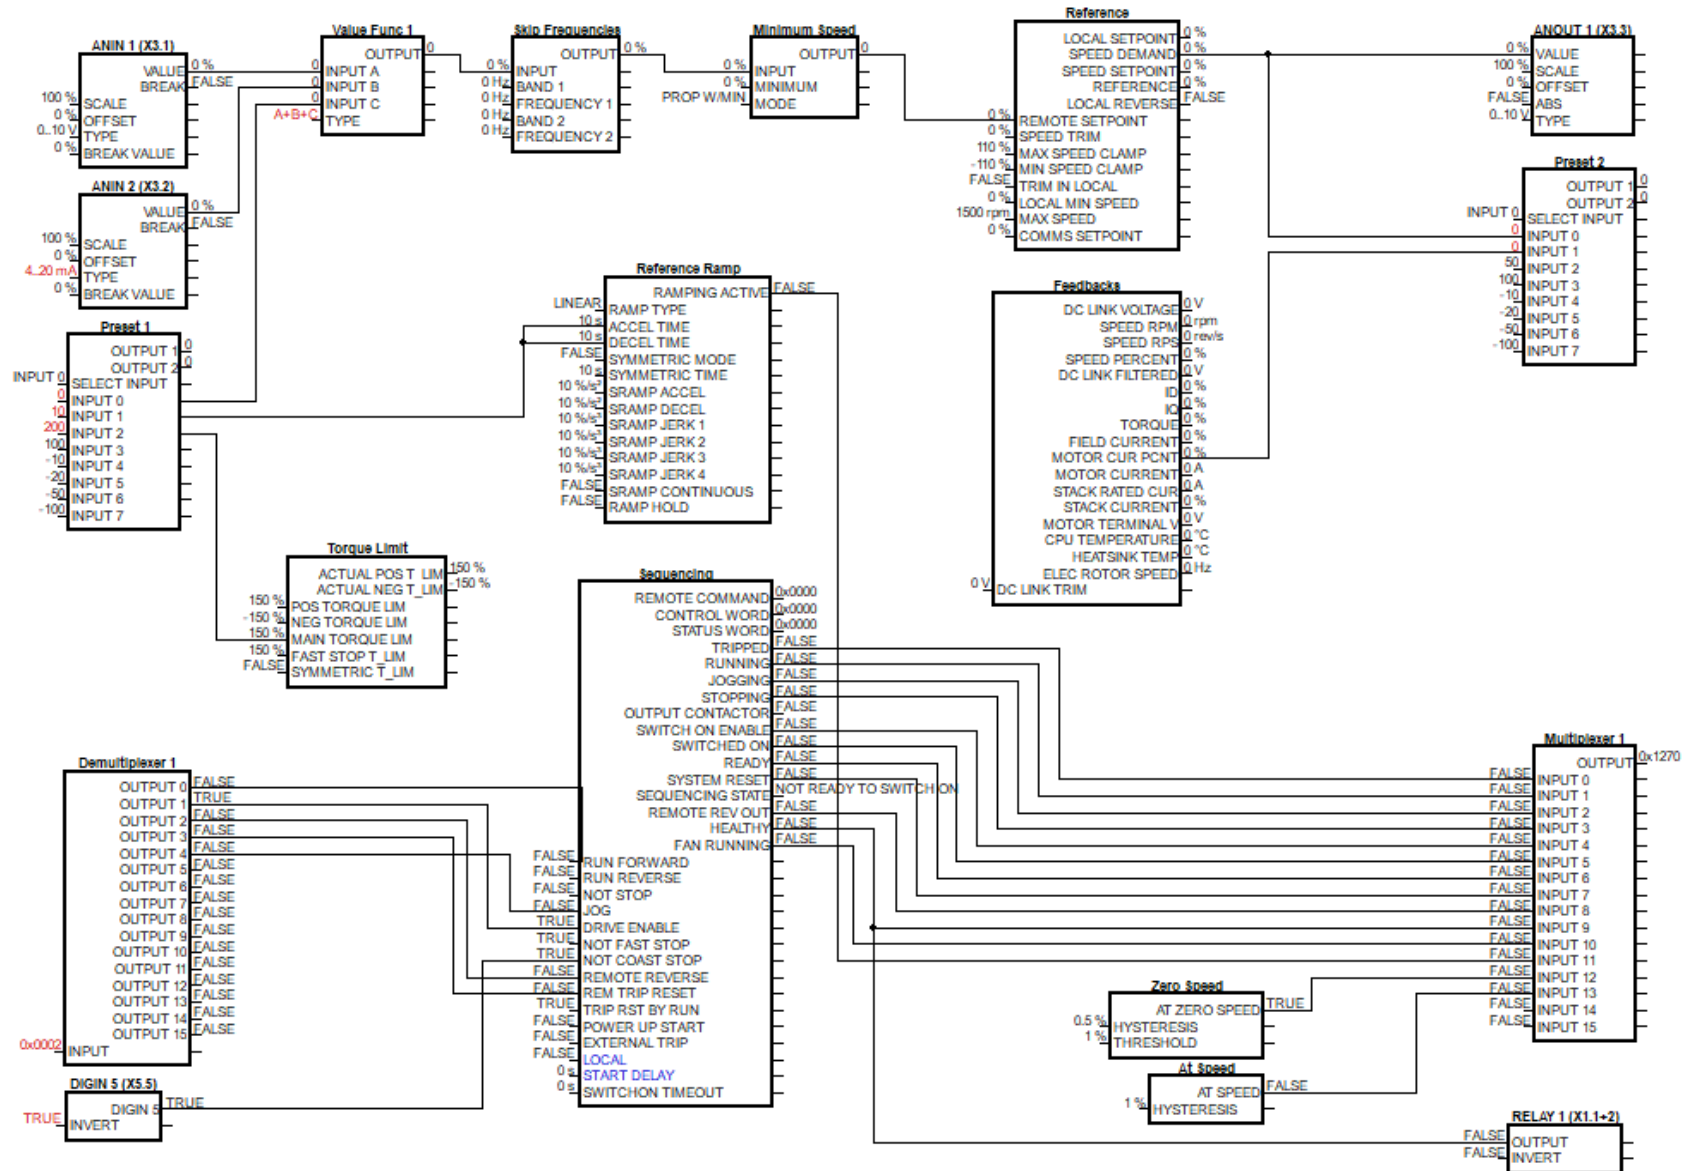 ANIN 1 (X3.1)
VALUE 0 %
BREAK FALSE
100 % SCALE
0 % OFFSET
0..10 V TYPE
0 % BREAK VALUE
ANIN 2 (X3.2)
VALUE 0 %
BREAK FALSE
100 % SCALE
0 % OFFSET
4..20 mA TYPE
0 % BREAK VALUE
Preset 1
OUTPUT 1 0
OUTPUT 2 0
INPUT 0 SELECT INPUT
0 INPUT 0
10 INPUT 1
200 INPUT 2
100 INPUT 3
-10 INPUT 4
-20 INPUT 5
-50 INPUT 6
-100 INPUT 7
Value Func 1
OUTPUT 0
0 INPUT A
0 INPUT B
0 INPUT C
A+B+C TYPE
Skip Frequencies
OUTPUT 0 %
0 % INPUT
0 Hz BAND 1
0 Hz FREQUENCY 1
0 Hz BAND 2
0 Hz FREQUENCY 2
Minimum Speed
OUTPUT 0
0 % INPUT
0 % MINIMUM
PROP W/MIN MODE
Reference
LOCAL SETPOINT 0 %
SPEED DEMAND 0 %
SPEED SETPOINT 0 %
REFERENCE 0 %
LOCAL REVERSE FALSE
0 % REMOTE SETPOINT
0 % SPEED TRIM
110 % MAX SPEED CLAMP
-110 % MIN SPEED CLAMP
FALSE TRIM IN LOCAL
0 % LOCAL MIN SPEED
1500 rpm MAX SPEED
0 % COMMS SETPOINT
ANOUT 1 (X3.3)
0 % VALUE
100 % SCALE
0 % OFFSET
FALSE ABS
0..10 V TYPE
Preset 2
OUTPUT 1 0
OUTPUT 2 0
INPUT 0 SELECT INPUT
0 INPUT 0
0 INPUT 1
50 INPUT 2
100 INPUT 3
-10 INPUT 4
-20 INPUT 5
-50 INPUT 6
-100 INPUT 7
Reference Ramp
RAMPING ACTIVE FALSE
LINEAR RAMP TYPE
10 s ACCEL TIME
10 s DECEL TIME
FALSE SYMMETRIC MODE
10 s SYMMETRIC TIME
10 %/s² SRAMP ACCEL
10 %/s² SRAMP DECEL
10 %/s³ SRAMP JERK 1
10 %/s³ SRAMP JERK 2
10 %/s³ SRAMP JERK 3
10 %/s³ SRAMP JERK 4
FALSE SRAMP CONTINUOUS
FALSE RAMP HOLD
Feedbacks
DC LINK VOLTAGE 0 V
SPEED RPM 0 rpm
SPEED RPS 0 rev/s
SPEED PERCENT 0 %
DC LINK FILTERED 0 V
ID 0 %
IQ 0 %
TORQUE 0 %
FIELD CURRENT 0 %
MOTOR CUR PCNT 0 %
MOTOR CURRENT 0 A
STACK RATED CUR 0 A
STACK CURRENT 0 %
MOTOR TERMINAL V 0 V
CPU TEMPERATURE 0 °C
HEATSINK TEMP 0 °C
ELEC ROTOR SPEED 0 Hz
0 V DC LINK TRIM
Torque Limit
ACTUAL POS T_LIM 150 %
ACTUAL NEG T_LIM -150 %
150 % POS TORQUE LIM
-150 % NEG TORQUE LIM
150 % MAIN TORQUE LIM
150 % FAST STOP T_LIM
FALSE SYMMETRIC T_LIM
Sequencing
REMOTE COMMAND 0x0000
CONTROL WORD 0x0000
STATUS WORD 0x0000
TRIPPED FALSE
RUNNING FALSE
JOGGING FALSE
STOPPING FALSE
OUTPUT CONTACTOR FALSE
SWITCH ON ENABLE FALSE
SWITCHED ON FALSE
READY FALSE
SYSTEM RESET FALSE
SEQUENCING STATE NOT READY TO SWITCH ON
REMOTE REV OUT FALSE
HEALTHY FALSE
FAN RUNNING FALSE
FALSE RUN FORWARD
FALSE RUN REVERSE
FALSE NOT STOP
FALSE JOG
TRUE DRIVE ENABLE
TRUE NOT FAST STOP
TRUE NOT COAST STOP
FALSE REMOTE REVERSE
FALSE REM TRIP RESET
TRUE TRIP RST BY RUN
FALSE POWER UP START
FALSE EXTERNAL TRIP
FALSE LOCAL
0 s START DELAY
0 s SWITCHON TIMEOUT
Demultiplexer 1
OUTPUT 0 FALSE
OUTPUT 1 TRUE
OUTPUT 2 FALSE
OUTPUT 3 FALSE
OUTPUT 4 FALSE
OUTPUT 5 FALSE
OUTPUT 6 FALSE
OUTPUT 7 FALSE
OUTPUT 8 FALSE
OUTPUT 9 FALSE
OUTPUT 10 FALSE
OUTPUT 11 FALSE
OUTPUT 12 FALSE
OUTPUT 13 FALSE
OUTPUT 14 FALSE
OUTPUT 15 FALSE
0x0002 INPUT
DIGIN 5 (X5.5)
DIGIN 5 TRUE
TRUE INVERT
Multiplexer 1
OUTPUT 0x1270
FALSE INPUT 0
FALSE INPUT 1
FALSE INPUT 2
FALSE INPUT 3
FALSE INPUT 4
FALSE INPUT 5
FALSE INPUT 6
FALSE INPUT 7
FALSE INPUT 8
FALSE INPUT 9
FALSE INPUT 10
FALSE INPUT 11
FALSE INPUT 12
FALSE INPUT 13
FALSE INPUT 14
FALSE INPUT 15
Zero Speed
AT ZERO SPEED TRUE
0.5 % HYSTERESIS
1 % THRESHOLD
At Speed
AT SPEED FALSE
1 % HYSTERESIS
RELAY 1 (X1.1+2)
FALSE OUTPUT
FALSE INVERT